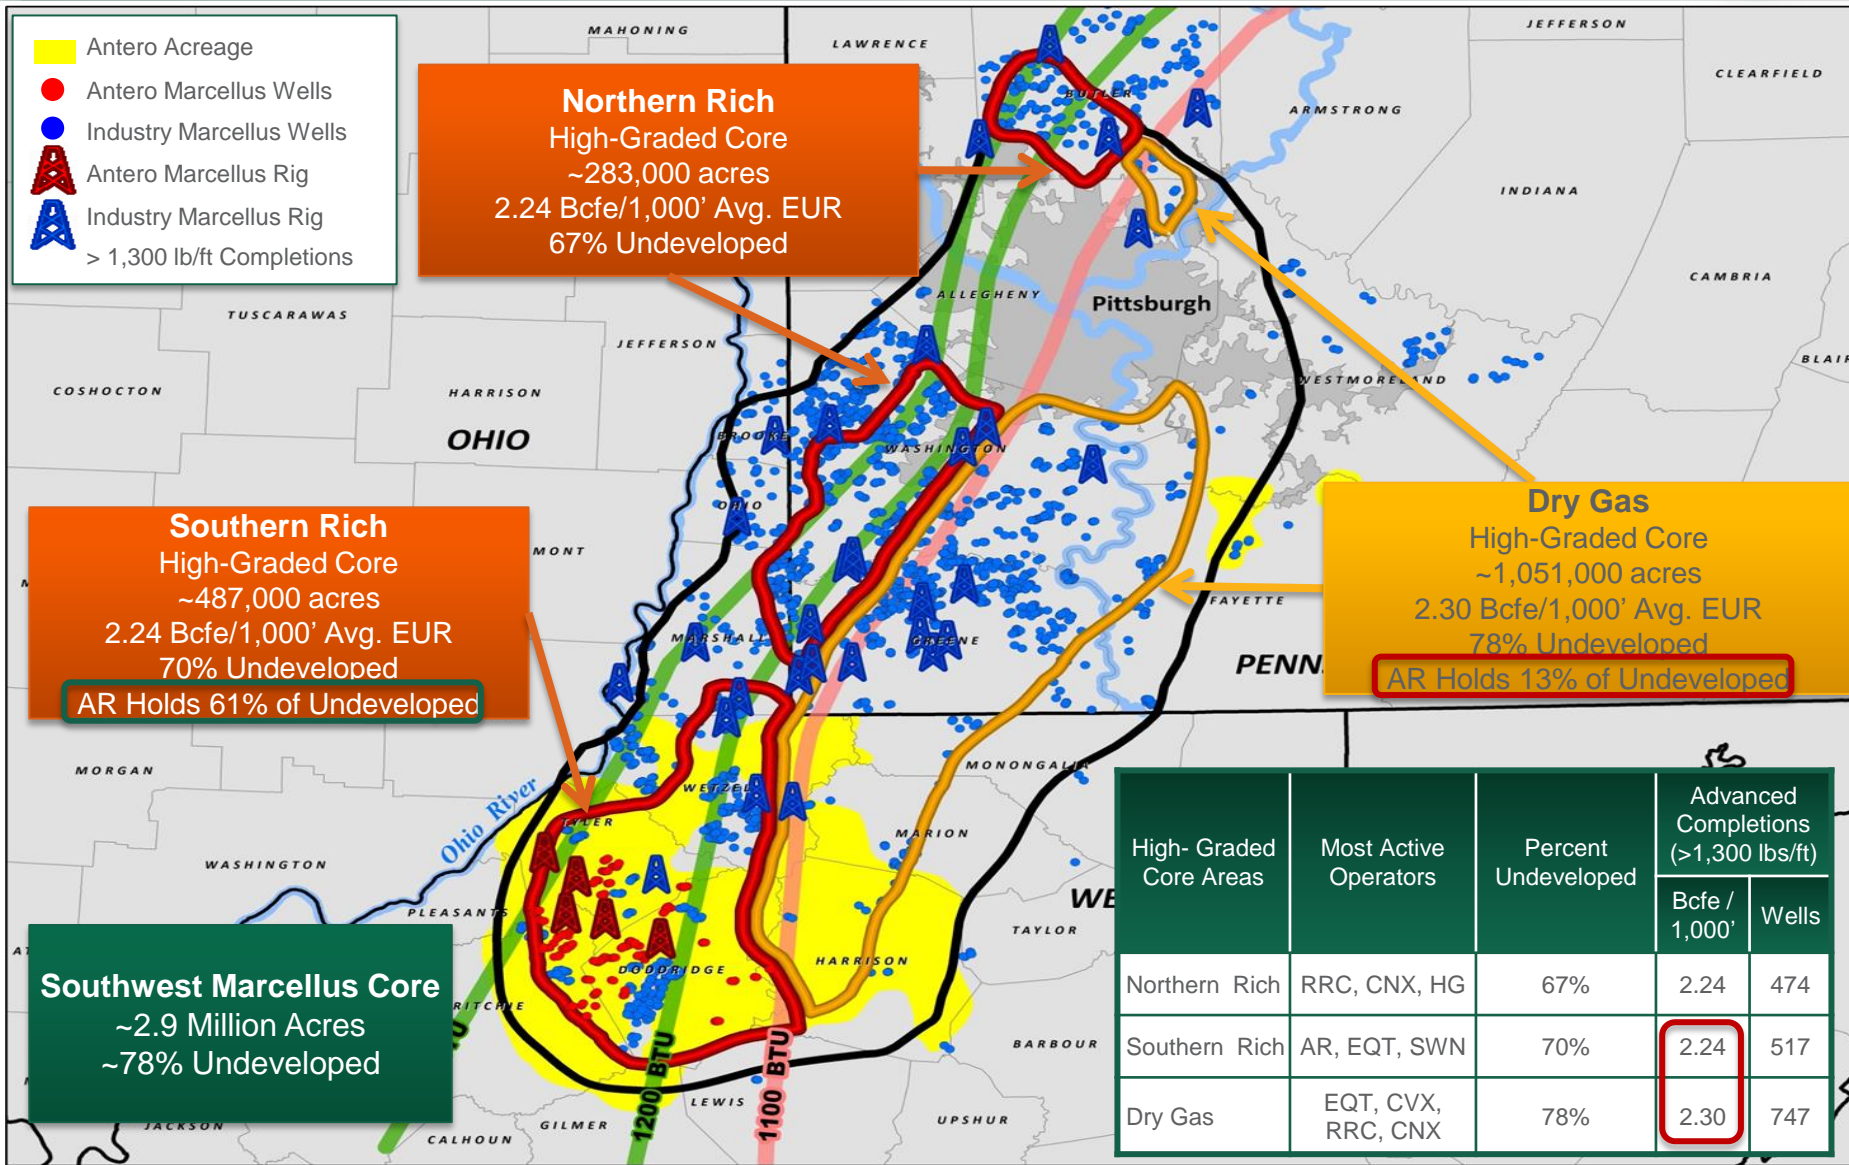 Antero Acreage
Antero Marcellus Wells
Industry Marcellus Wells
Antero Marcellus Rig
Industry Marcellus Rig
> 1,300 lb/ft Completions
MAHONING
LAWRENCE
BUTLER
JEFFERSON
CLEARFIELD
ARMSTRONG
INDIANA
CAMBRIA
BLAIR
Northern Rich
High-Graded Core
~283,000 acres
2.24 Bcfe/1,000' Avg. EUR
67% Undeveloped
TUSCARAWAS
JEFFERSON
COSHOCTON
HARRISON
OHIO
ALLEGHENY
Pittsburgh
WESTMORELAND
BROOKE
WASHINGTON
OHIO
MONT
Southern Rich
High-Graded Core
~487,000 acres
2.24 Bcfe/1,000' Avg. EUR
70% Undeveloped
AR Holds 61% of Undeveloped
Dry Gas
High-Graded Core
~1,051,000 acres
2.30 Bcfe/1,000' Avg. EUR
78% Undeveloped
AR Holds 13% of Undeveloped
FAYETTE
MARSHALL
GREENE
PENN
MORGAN
Ohio River
WETZEL
MONONGALIA
TYLER
MARION
WASHINGTON
PLEASANTS
WE
TAYLOR
DODDRIDGE
HARRISON
RITCHIE
BARBOUR
LEWIS
GILMER
UPSHUR
CALHOUN
JACKSON
1200 BTU
1100 BTU
Southwest Marcellus Core
~2.9 Million Acres
~78% Undeveloped
High- Graded Core Areas
Most Active Operators
Percent Undeveloped
Advanced Completions (>1,300 lbs/ft)
Bcfe / 1,000'
Wells
Northern Rich RRC, CNX, HG 67% 2.24 474
Southern Rich AR, EQT, SWN 70% 2.24 517
Dry Gas EQT, CVX, RRC, CNX 78% 2.30 747